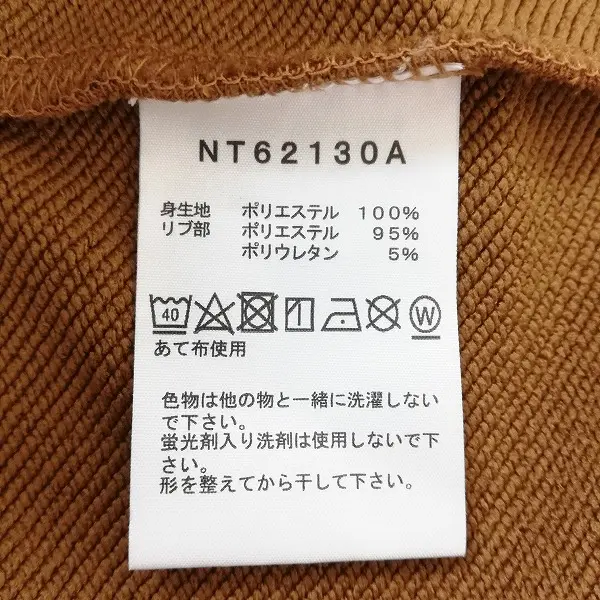 NT62130A
身生地 ポリエステル 100%
リブ部 ポリエステル 95%
ポリウレタン 5%
40 W
あて布使用
色物は他の物と一緒に洗濯しない
で下さい。
蛍光剤入り洗剤は使用しないで下
さい。
形を整えてから干して下さい。